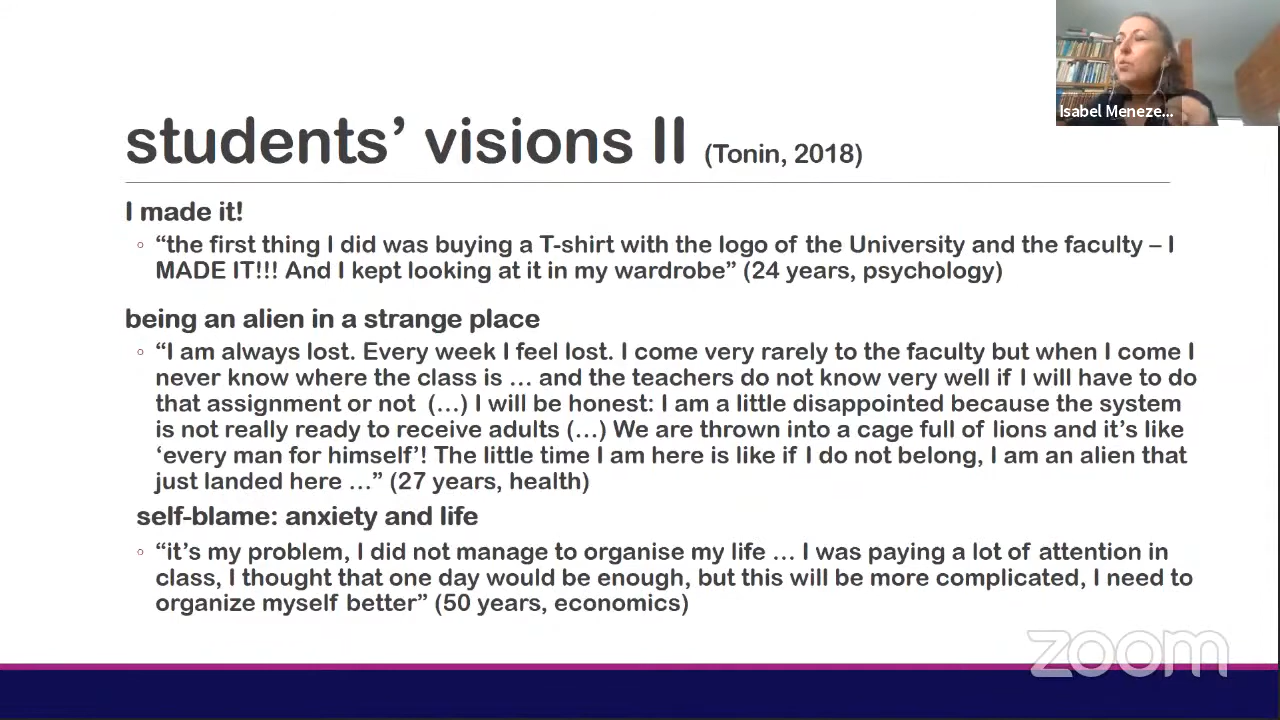 Isabel Meneze...
students’ visions II (Tonin, 2018)
I made it!
“the first thing I did was buying a T-shirt with the logo of the University and the faculty – I
MADE IT!!! And I kept looking at it in my wardrobe” (24 years, psychology)
being an alien in a strange place
“I am always lost. Every week I feel lost. I come very rarely to the faculty but when I come I
never know where the class is … and the teachers do not know very well if I will have to do
that assignment or not (…) I will be honest: I am a little disappointed because the system
is not really ready to receive adults (…) We are thrown into a cage full of lions and it’s like
‘every man for himself’! The little time I am here is like if I do not belong, I am an alien that
just landed here …” (27 years, health)
self-blame: anxiety and life
“it’s my problem, I did not manage to organise my life … I was paying a lot of attention in
class, I thought that one day would be enough, but this will be more complicated, I need to
organize myself better” (50 years, economics)
zoom